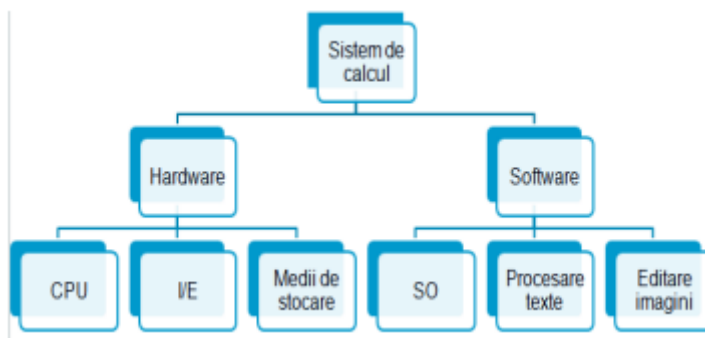 Sistem de
calcul
Hardware
Software
CPU
I/E
Medii de
stocare
SO
Procesare
texte
Editare
imagini